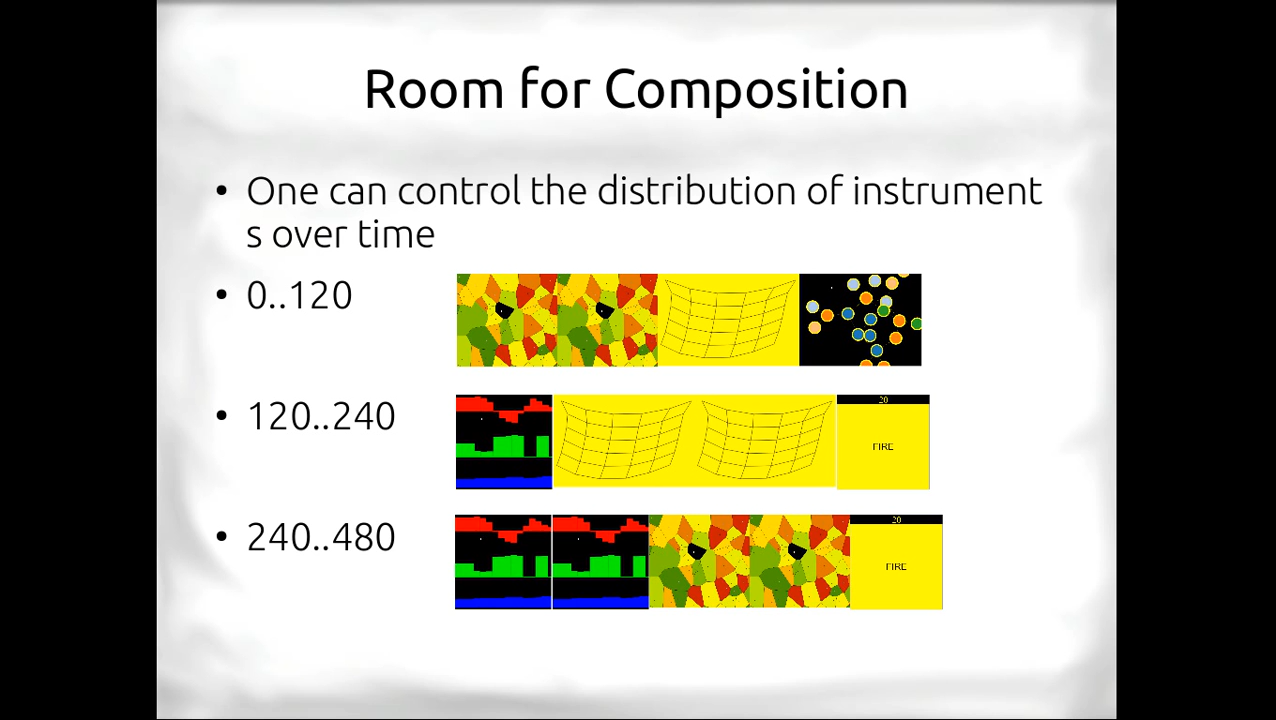 Room for Composition
• One can control the distribution of instrument
s over time
• 0..120
• 120..240
20
FIRE
• 240..480
20
FIRE